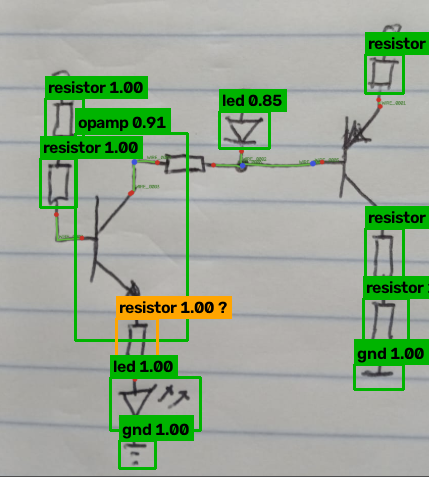 resistor
resistor 1.00
led 0.85
opamp 0.91
resistor 1.00
resistor
resistor
resistor 1.00 ?
gnd 1.00
led 1.00
gnd 1.00